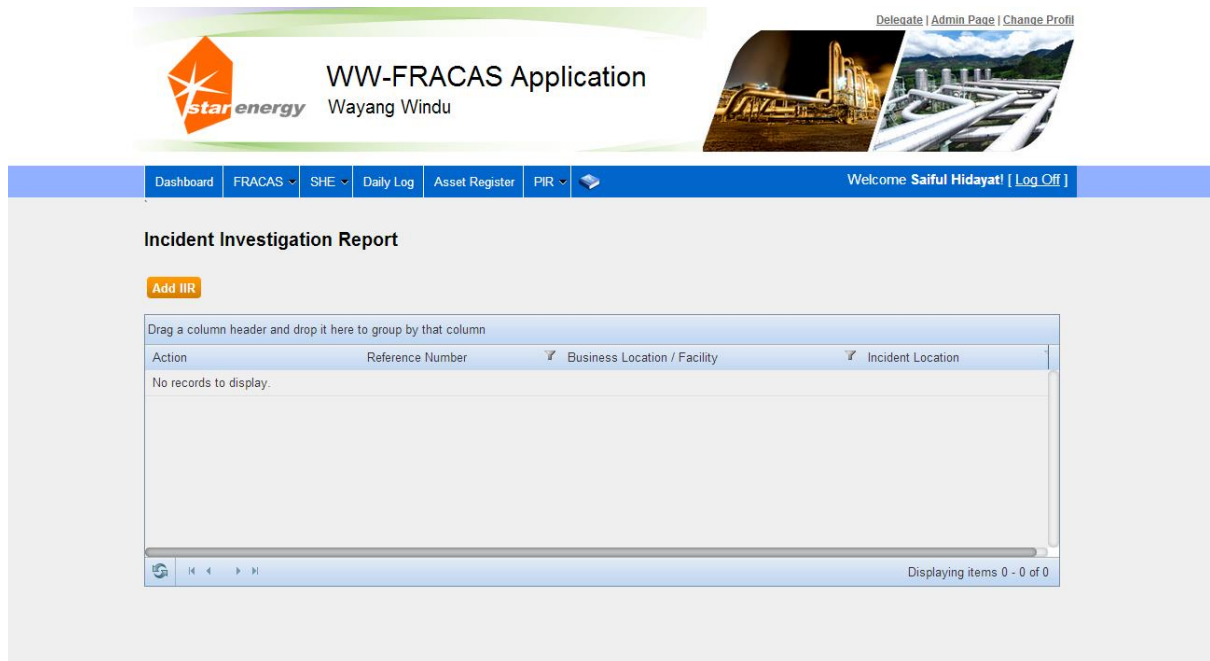 Delegate | Admin Page | Change Profil
WW-FRACAS Application
Wayang Windu
star energy
Dashboard FRACAS SHE Daily Log Asset Register PIR Welcome Saiful Hidayat! [ Log Off ]
Incident Investigation Report
Add IIR
Drag a column header and drop it here to group by that column
Action Reference Number Business Location / Facility Incident Location
No records to display.
Displaying items 0 - 0 of 0